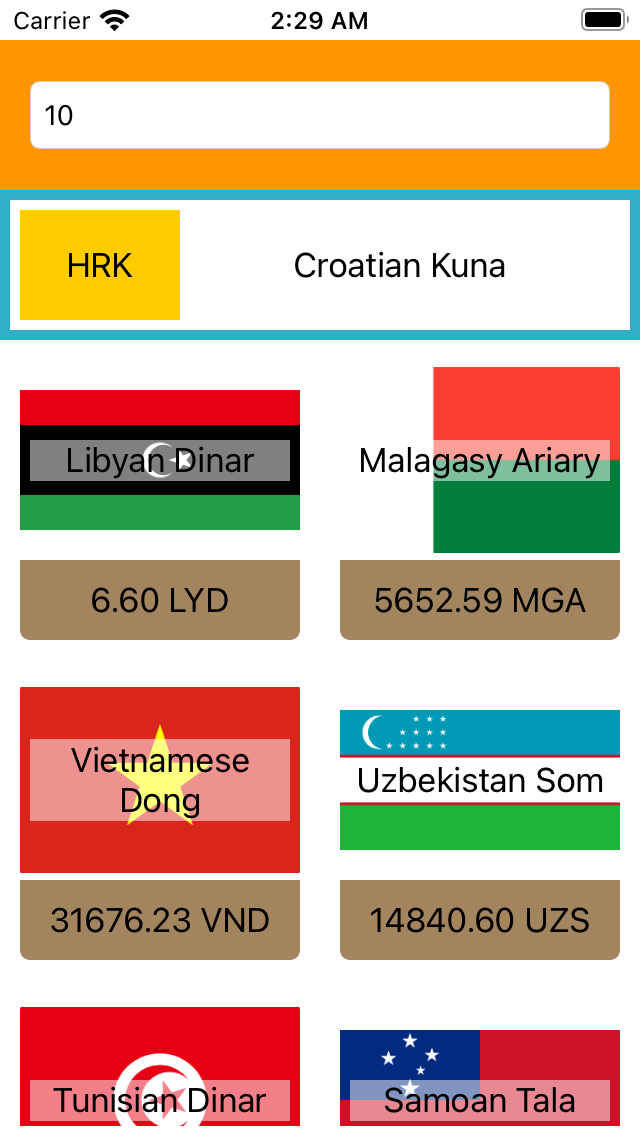 Carrier 2:29 AM
10
HRK Croatian Kuna
Libyan Dinar Malagasy Ariary
6.60 LYD 5652.59 MGA
Vietnamese
Dong
Uzbekistan Som
31676.23 VND 14840.60 UZS
Tunisian Dinar Samoan Tala